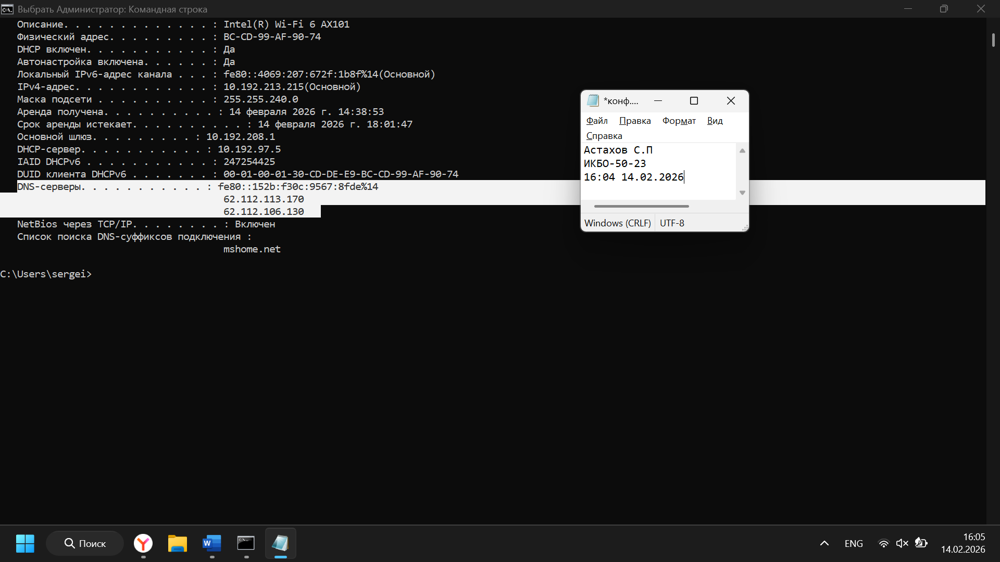 Выбрать Администратор: Командная строка
Описание. . . . . . . . . . . . . : Intel(R) Wi-Fi 6 AX101
Физический адрес. . . . . . . . . : BC-CD-99-AF-90-74
DHCP включен. . . . . . . . . . . : Да
Автонастройка включена. . . . . . : Да
Локальный IPv6-адрес канала . . . : fe80::4069:207:672f:1b8f%14(Основной)
IPv4-адрес. . . . . . . . . . . . : 10.192.213.215(Основной)
Маска подсети . . . . . . . . . . : 255.255.240.0
Аренда получена. . . . . . . . . . : 14 февраля 2026 г. 14:38:53
Срок аренды истекает. . . . . . . . . . : 14 февраля 2026 г. 18:01:47
Основной шлюз. . . . . . . . . : 10.192.208.1
DHCP-сервер. . . . . . . . . . . : 10.192.97.5
IAID DHCPv6 . . . . . . . . . . . : 247254425
DUID клиента DHCPv6 . . . . . . . : 00-01-00-01-30-CD-DE-E9-BC-CD-99-AF-90-74
DNS-серверы. . . . . . . . . . . : fe80::152b:f30c:9567:8fde%14
62.112.113.170
62.112.106.130
NetBios через TCP/IP. . . . . . . . : Включен
Список поиска DNS-суффиксов подключения :
mshome.net
C:\Users\sergei>
*конф....
Файл Правка Формат Вид
Справка
Астахов С.П
ИКБО-50-23
16:04 14.02.2026
Windows (CRLF) UTF-8
Поиск
ENG
16:05
14.02.2026